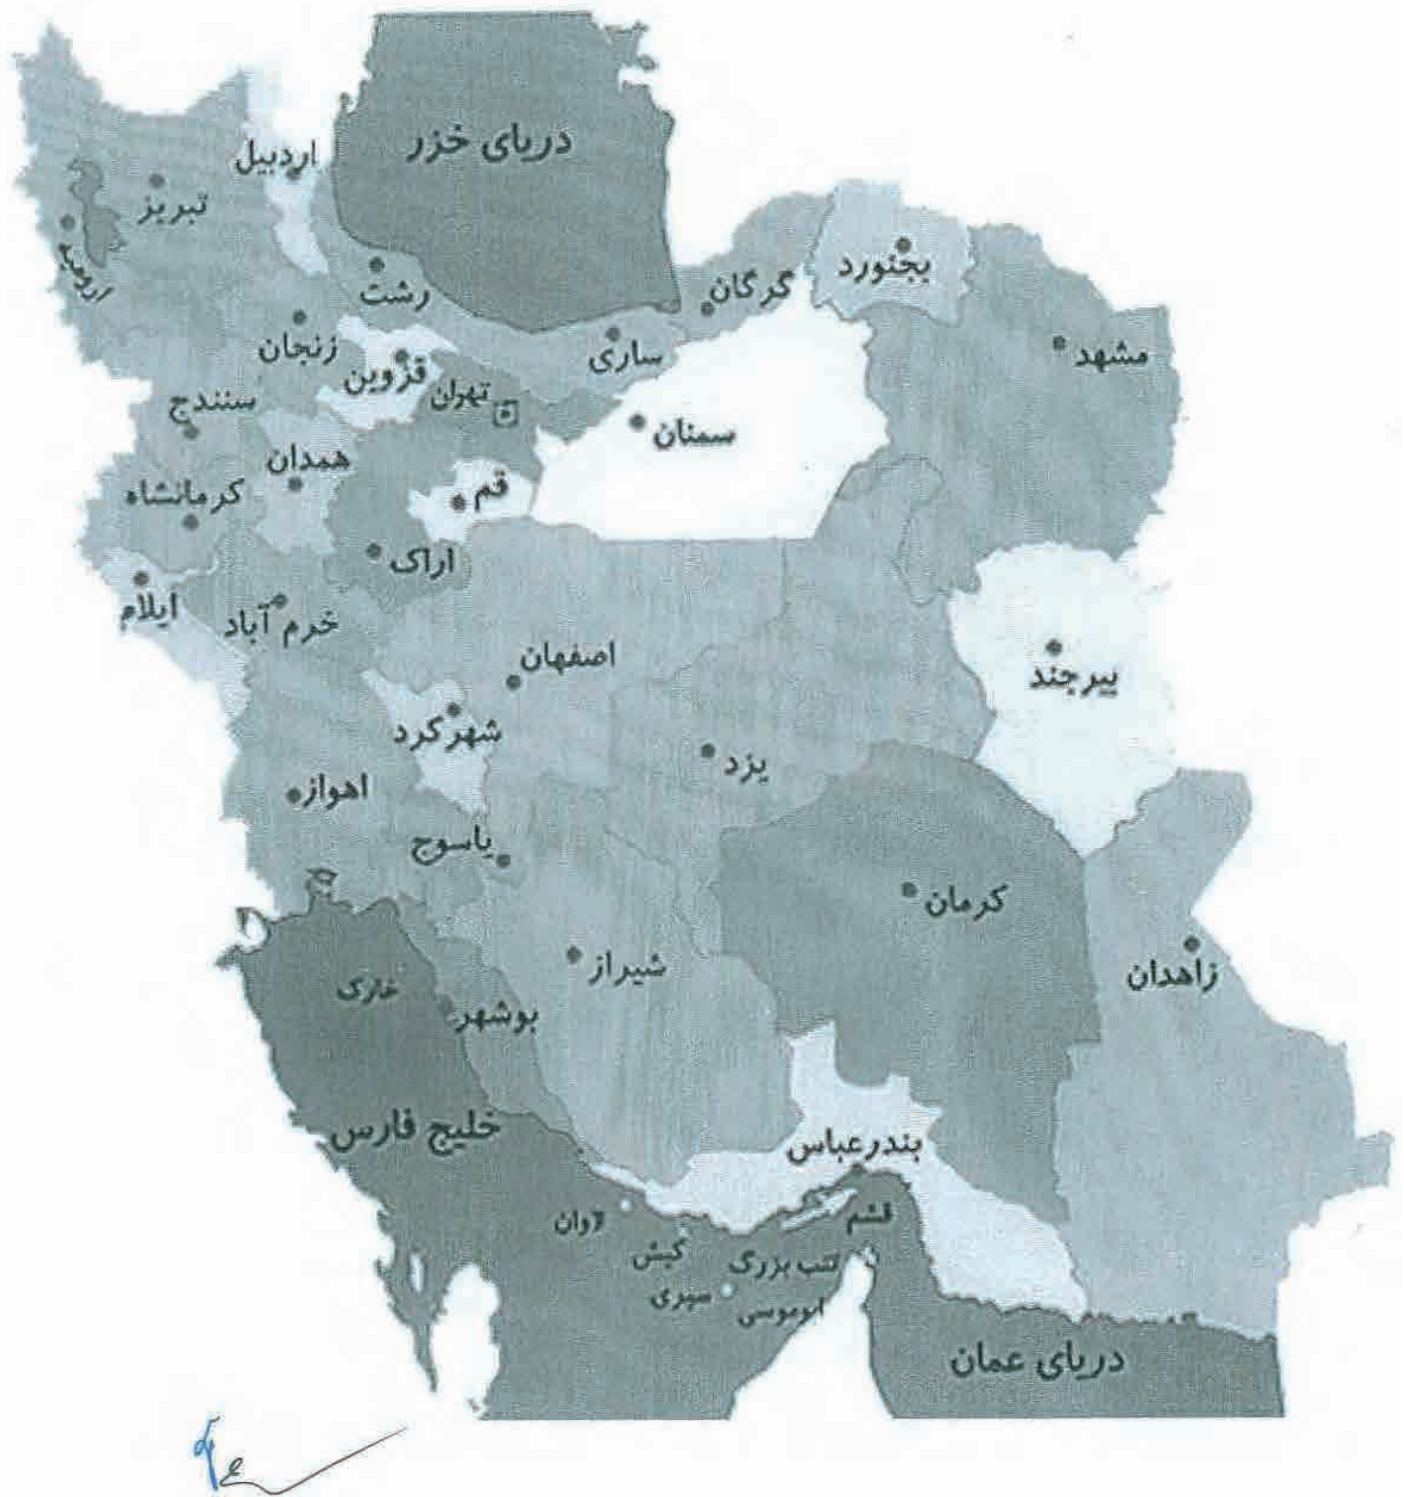 دریای خزر
اردبیل
تبریز
ارومیه
رشت
گرگان
بجنورد
زنجان
قزوین
ساری
مشهد
تهران
سنندج
سمنان
همدان
کرمانشاه
قم
اراک
ایلام
خرم آباد
اصفهان
بیرجند
شهرکرد
یزد
اهواز
یاسوج
کرمان
شیراز
زاهدان
خارک
بوشهر
خلیج فارس
بندرعباس
لاوان
قشم
کیش
تنب بزرگ
سیری
ابوموسی
دریای عمان